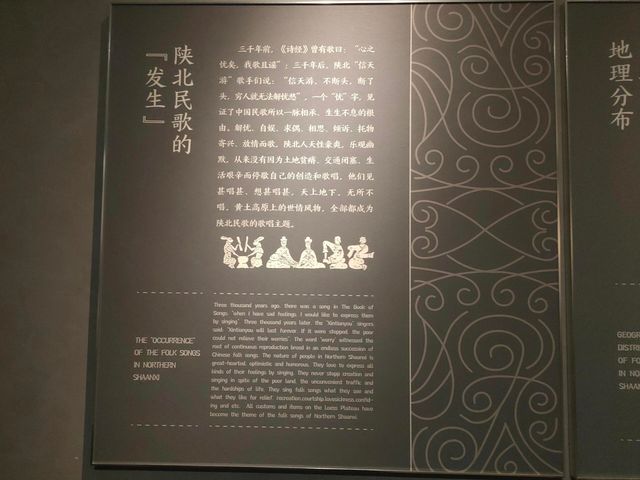 陕北民歌的
『发生』
三千年前，《诗经》曾有歌曰：“心之
忧矣，我歌且谣”；三千年后，陕北“信天
游”歌手们说：“信天游，不断头，断了
头，穷人就无法解忧愁”，一个“忧”字，见
证了中国民歌所以一脉相承、生生不息的根
由。解忧、自娱、求偶、相思、倾诉、托物
寄兴、放情而歌。陕北人天性豪爽，乐观幽
默，从来没有因为土地贫瘠、交通闭塞、生
活艰辛而停歇自己的创造和歌唱。他们见
甚唱甚、想甚唱甚，天上地下，无所不
唱。黄土高原上的世情风物，全部都成为
陕北民歌的歌唱主题。
THE "OCCURRENCE"
OF THE FOLK SONGS
IN NORTHERN
SHAANXI
Three thousand years ago, there was a song in The Book of
Songs "when I have sad feelings, I would like to express them
by singing". Three thousand years later, the "Xintianyou" singers
said: "Xintianyou will last forever. If it were stopped, the poor
could not relieve their worries". The word "worry" witnessed the
root of continuous reproduction bread in an endless succession of
Chinese folk songs. The nature of people in Northern Shaanxi is
great-hearted, optimistic and humorous. They love to express all
kinds of their feelings by singing. They never stopp creation and
singing in spite of the poor land, the unconvenient traffic and
the hardships of life. They sing folk songs what they see and
what they like for relief, recreation,courtship,lovesickness,confid-
ing and etc. All customs and items on the Loess Plateau have
become the theme of the folk songs of Northern Shaanxi.
地理分布
GEOGR
DISTRI
OF FO
IN NO
SHAAN